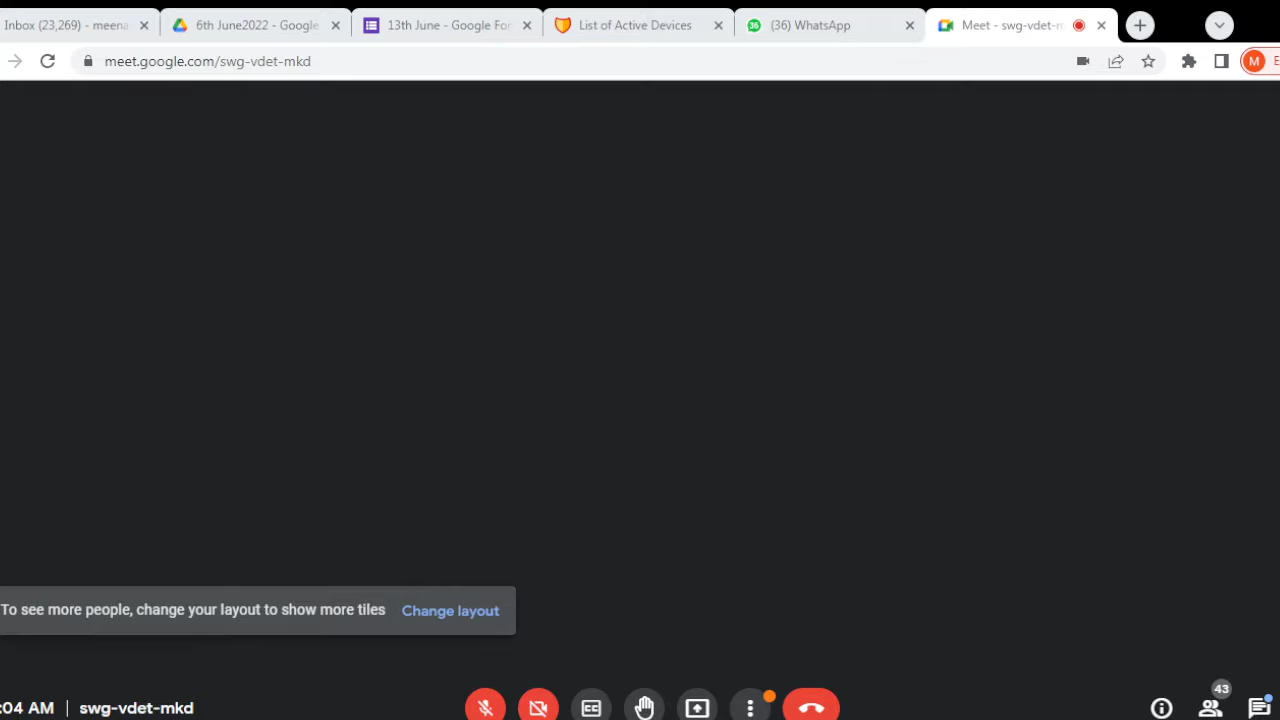 Inbox (23,269) - meena
6th June2022 - Google
13th June - Google For
List of Active Devices
36
(36) WhatsApp
Meet - swg-vdet-m
meet.google.com/swg-vdet-mkd
M
E
To see more people, change your layout to show more tiles
Change layout
43
:04 AM | swg-vdet-mkd
CC